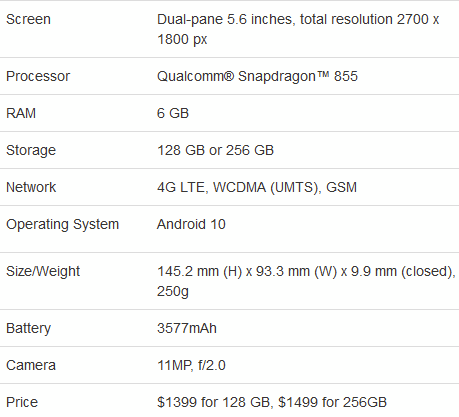 Screen Dual-pane 5.6 inches, total resolution 2700 x
1800 px
Processor Qualcomm® Snapdragon™ 855
RAM 6 GB
Storage 128 GB or 256 GB
Network 4G LTE, WCDMA (UMTS), GSM
Operating System Android 10
Size/Weight 145.2 mm (H) x 93.3 mm (W) x 9.9 mm (closed),
250g
Battery 3577mAh
Camera 11MP, f/2.0
Price $1399 for 128 GB, $1499 for 256GB